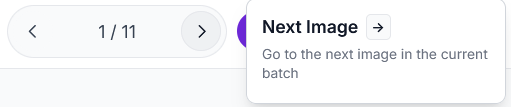 1 / 11
Next Image →
Go to the next image in the current
batch